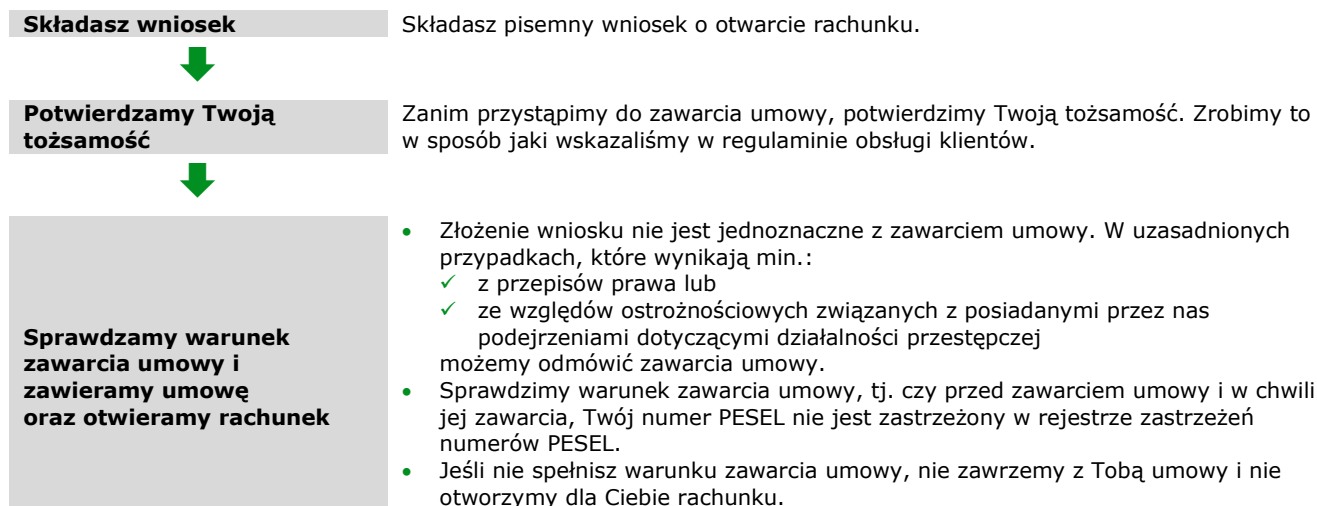 Składasz wniosek
Składasz pisemny wniosek o otwarcie rachunku.
Potwierdzamy Twoją
tożsamość
Zanim przystąpimy do zawarcia umowy, potwierdzimy Twoją tożsamość. Zrobimy to
w sposób jaki wskazaliśmy w regulaminie obsługi klientów.
Sprawdzamy warunek
zawarcia umowy i
zawieramy umowę
oraz otwieramy rachunek
• Złożenie wniosku nie jest jednoznaczne z zawarciem umowy. W uzasadnionych
przypadkach, które wynikają min.:
✓ z przepisów prawa lub
✓ ze względów ostrożnościowych związanych z posiadanymi przez nas
podejrzeniami dotyczącymi działalności przestępczej
możemy odmówić zawarcia umowy.
• Sprawdzimy warunek zawarcia umowy, tj. czy przed zawarciem umowy i w chwili
jej zawarcia, Twój numer PESEL nie jest zastrzeżony w rejestrze zastrzeżeń
numerów PESEL.
• Jeśli nie spełnisz warunku zawarcia umowy, nie zawrzemy z Tobą umowy i nie
otworzymy dla Ciebie rachunku.